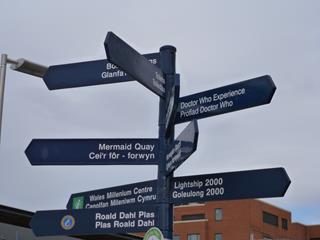 Doctor Who Experience
Profiad Doctor Who
Mermaid Quay
Cei'r fôr - forwyn
Wales Millennium Centre
Canolfan Mileniwm Cymru
Lightship 2000
Goleulong 2000
Roald Dahl Plas
Plas Roald Dahl